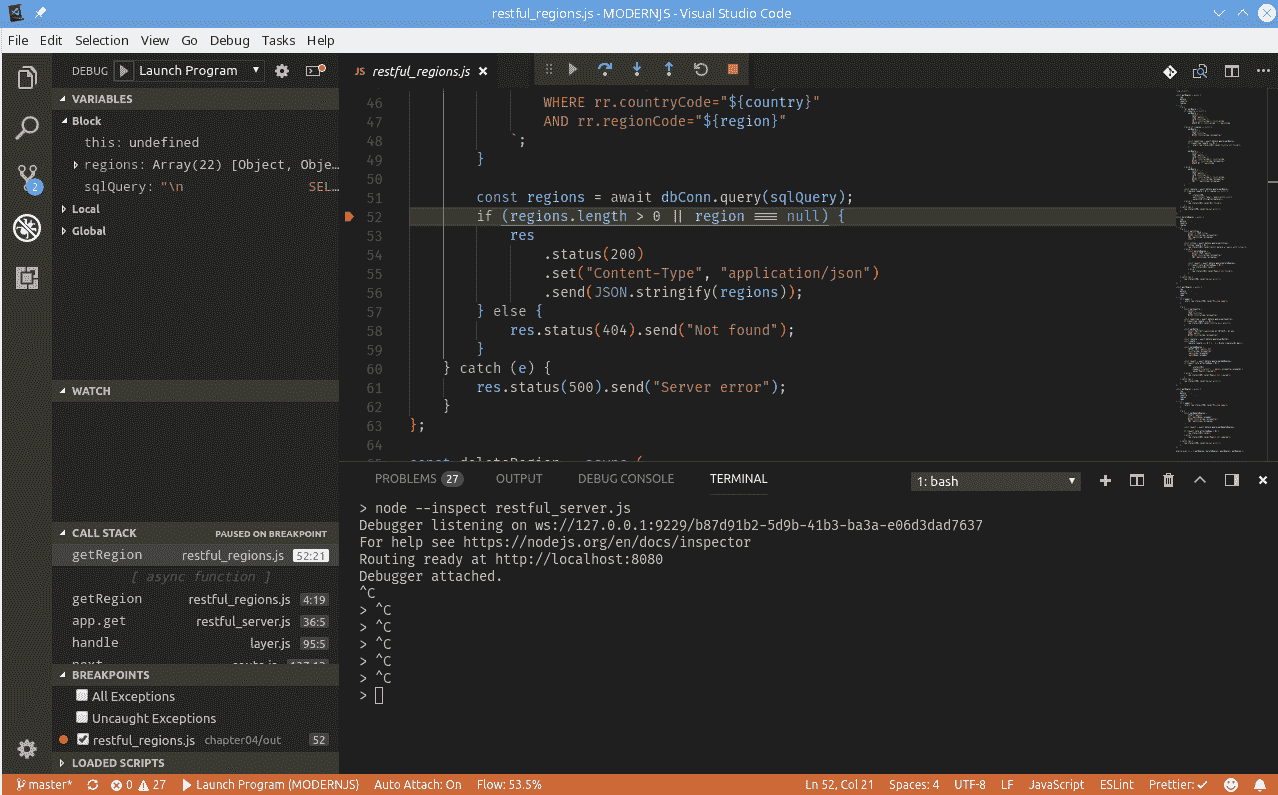 restful_regions.js - MODERNJS - Visual Studio Code
File Edit Selection View Go Debug Tasks Help
DEBUG Launch Program
VARIABLES
Block
this: undefined
regions: Array(22) [Object, Obje…
sqlQuery: "\n SEL…
Local
Global
WATCH
CALL STACK PAUSED ON BREAKPOINT
getRegion restful_regions.js 52:21
[ async function ]
getRegion restful_regions.js 4:19
app.get restful_server.js 36:5
handle layer.js 95:5
BREAKPOINTS
All Exceptions
Uncaught Exceptions
restful_regions.js chapter04/out 52
LOADED SCRIPTS
JS restful_regions.js
46 WHERE rr.countryCode="${country}"
47 AND rr.regionCode="${region}"
48 `;
49 }
50
51 const regions = await dbConn.query(sqlQuery);
52 if (regions.length > 0 || region === null) {
53 res
54 .status(200)
55 .set("Content-Type", "application/json")
56 .send(JSON.stringify(regions));
57 } else {
58 res.status(404).send("Not found");
59 }
60 } catch (e) {
61 res.status(500).send("Server error");
62 }
63 };
64
PROBLEMS 27 OUTPUT DEBUG CONSOLE TERMINAL 1: bash
> node --inspect restful_server.js
Debugger listening on ws://127.0.0.1:9229/b87d91b2-5d9b-41b3-ba3a-e06d3dad7637
For help see https://nodejs.org/en/docs/inspector
Routing ready at http://localhost:8080
Debugger attached.
^C
> ^C
> ^C
> ^C
> ^C
> ^C
>
2
master* 0 27 Launch Program (MODERNJS) Auto Attach: On Flow: 53.5% Ln 52, Col 21 Spaces: 4 UTF-8 LF JavaScript ESLint Prettier: ✓